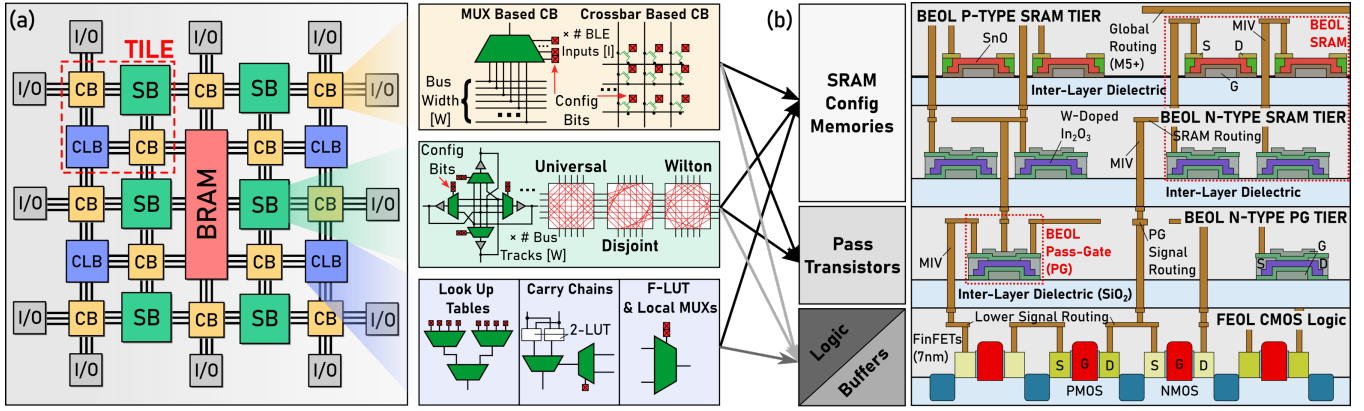 (a)
I/O
I/O
I/O
TILE
I/O
CB
SB
CB
SB
CB
I/O
CLB
CB
CB
CLB
BRAM
I/O
CB
SB
SB
CB
I/O
CLB
CB
CB
CLB
I/O
CB
SB
CB
SB
CB
I/O
I/O
I/O
I/O
MUX Based CB
Crossbar Based CB
× # BLE
Inputs [I]
Bus
Width
[W]
Config
Bits
Config
Bits
Universal
Wilton
Disjoint
× # Bus
Tracks [W]
Look Up
Tables
Carry Chains
2-LUT
F-LUT
& Local MUXs
(b)
SRAM
Config
Memories
Pass
Transistors
Logic
Buffers
BEOL P-TYPE SRAM TIER
SnO
Global
Routing
(M5+)
MIV
BEOL
SRAM
S
D
G
Inter-Layer Dielectric
BEOL N-TYPE SRAM TIER
W-Doped
In₂O₃
SRAM Routing
MIV
Inter-Layer Dielectric
BEOL N-TYPE PG TIER
MIV
BEOL
Pass-Gate
(PG)
PG
Signal
Routing
G
S
D
Inter-Layer Dielectric (SiO₂)
Lower Signal Routing
FEOL CMOS Logic
FinFETs
(7nm)
S
G
D
S
G
D
PMOS
NMOS